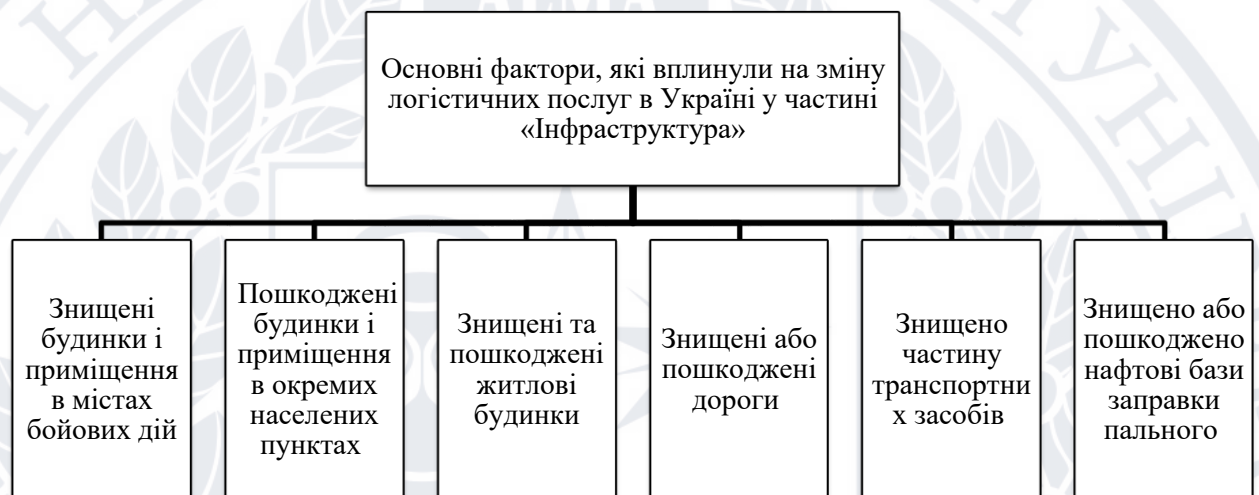 Основні фактори, які вплинули на зміну
логістичних послуг в Україні у частині
«Інфраструктура»
Знищені
будинки і
приміщення
в містах
бойових дій
Пошкоджені
будинки і
приміщення
в окремих
населених
пунктах
Знищені та
пошкоджені
житлові
будинки
Знищені або
пошкоджені
дороги
Знищено
частину
транспортни
х засобів
Знищено або
пошкоджено
нафтові бази
заправки
пального